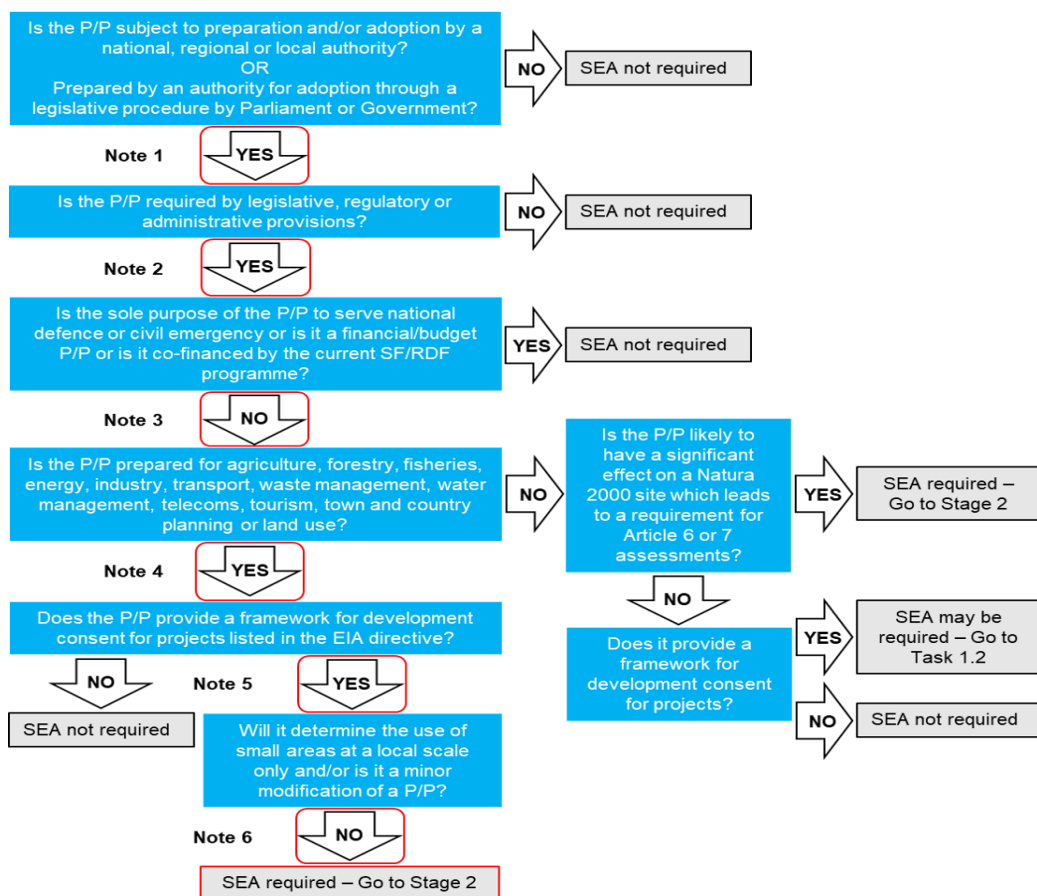 Is the P/P subject to preparation and/or adoption by a
national, regional or local authority?
OR
Prepared by an authority for adoption through a
legislative procedure by Parliament or Government?
NO
SEA not required
Note 1
YES
Is the P/P required by legislative, regulatory or
administrative provisions?
NO
SEA not required
Note 2
YES
Is the sole purpose of the P/P to serve national
defence or civil emergency or is it a financial/budget
P/P or is it co-financed by the current SF/RDF
programme?
YES
SEA not required
Note 3
NO
Is the P/P prepared for agriculture, forestry, fisheries,
energy, industry, transport, waste management, water
management, telecoms, tourism, town and country
planning or land use?
NO
Is the P/P likely to
have a significant
effect on a Natura
2000 site which leads
to a requirement for
Article 6 or 7
assessments?
YES
SEA required –
Go to Stage 2
Note 4
YES
NO
Does the P/P provide a framework for development
consent for projects listed in the EIA directive?
Does it provide a
framework for
development consent
for projects?
YES
SEA may be
required – Go to
Task 1.2
NO
SEA not required
NO
SEA not required
Note 5
YES
Will it determine the use of
small areas at a local scale
only and/or is it a minor
modification of a P/P?
Note 6
NO
SEA required – Go to Stage 2